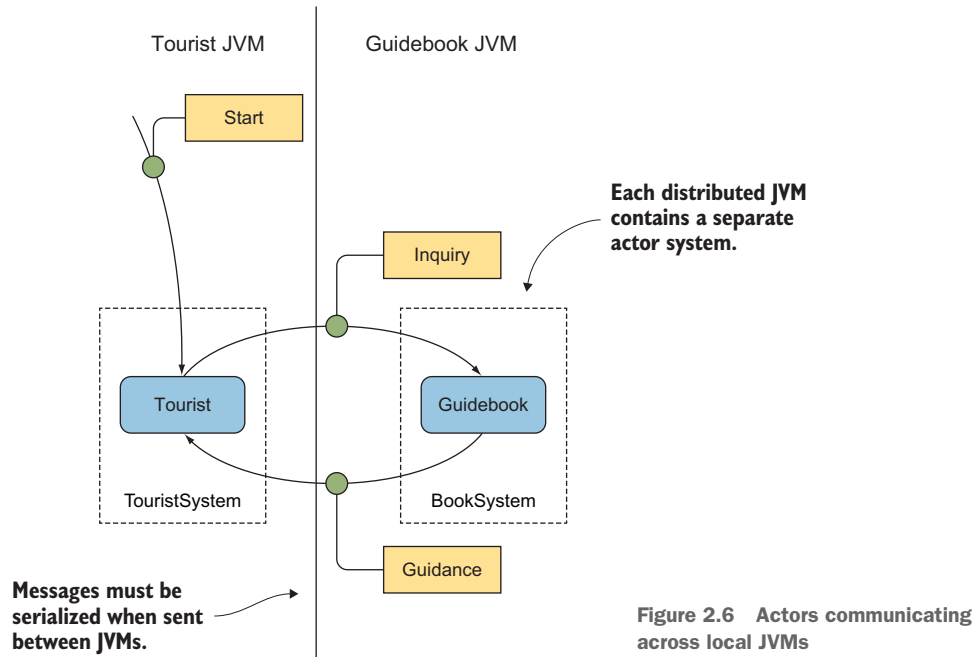 Tourist JVM
Guidebook JVM
Start
Each distributed JVM
contains a separate
actor system.
Inquiry
Tourist
Guidebook
TouristSystem
BookSystem
Guidance
Messages must be
serialized when sent
between JVMs.
Figure 2.6 Actors communicating
across local JVMs